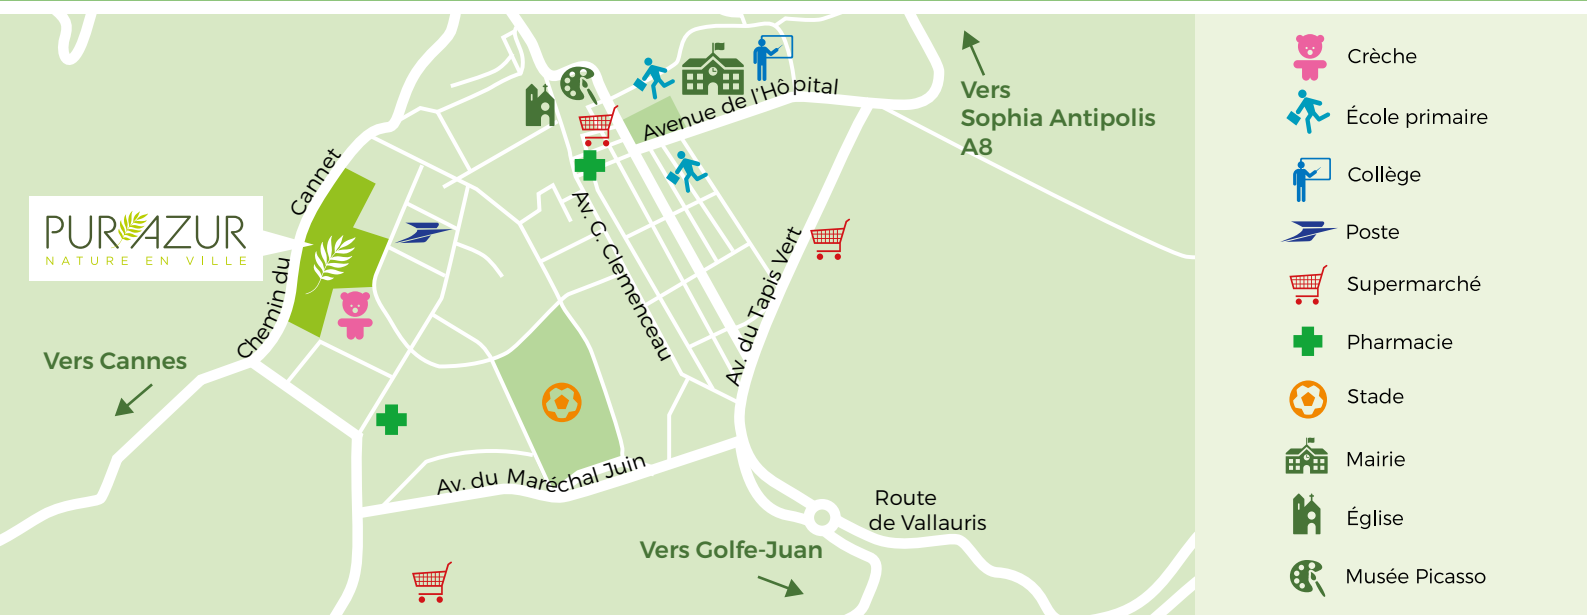 PUR AZUR
NATURE EN VILLE
Chemin du Cannet
Vers Cannes
Avenue de l'Hôpital
Vers
Sophia Antipolis
A8
Av. G. Clemenceau
Av. du Tapis Vert
Av. du Maréchal Juin
Route
de Vallauris
Vers Golfe-Juan
Crèche
École primaire
Collège
Poste
Supermarché
Pharmacie
Stade
Mairie
Église
Musée Picasso